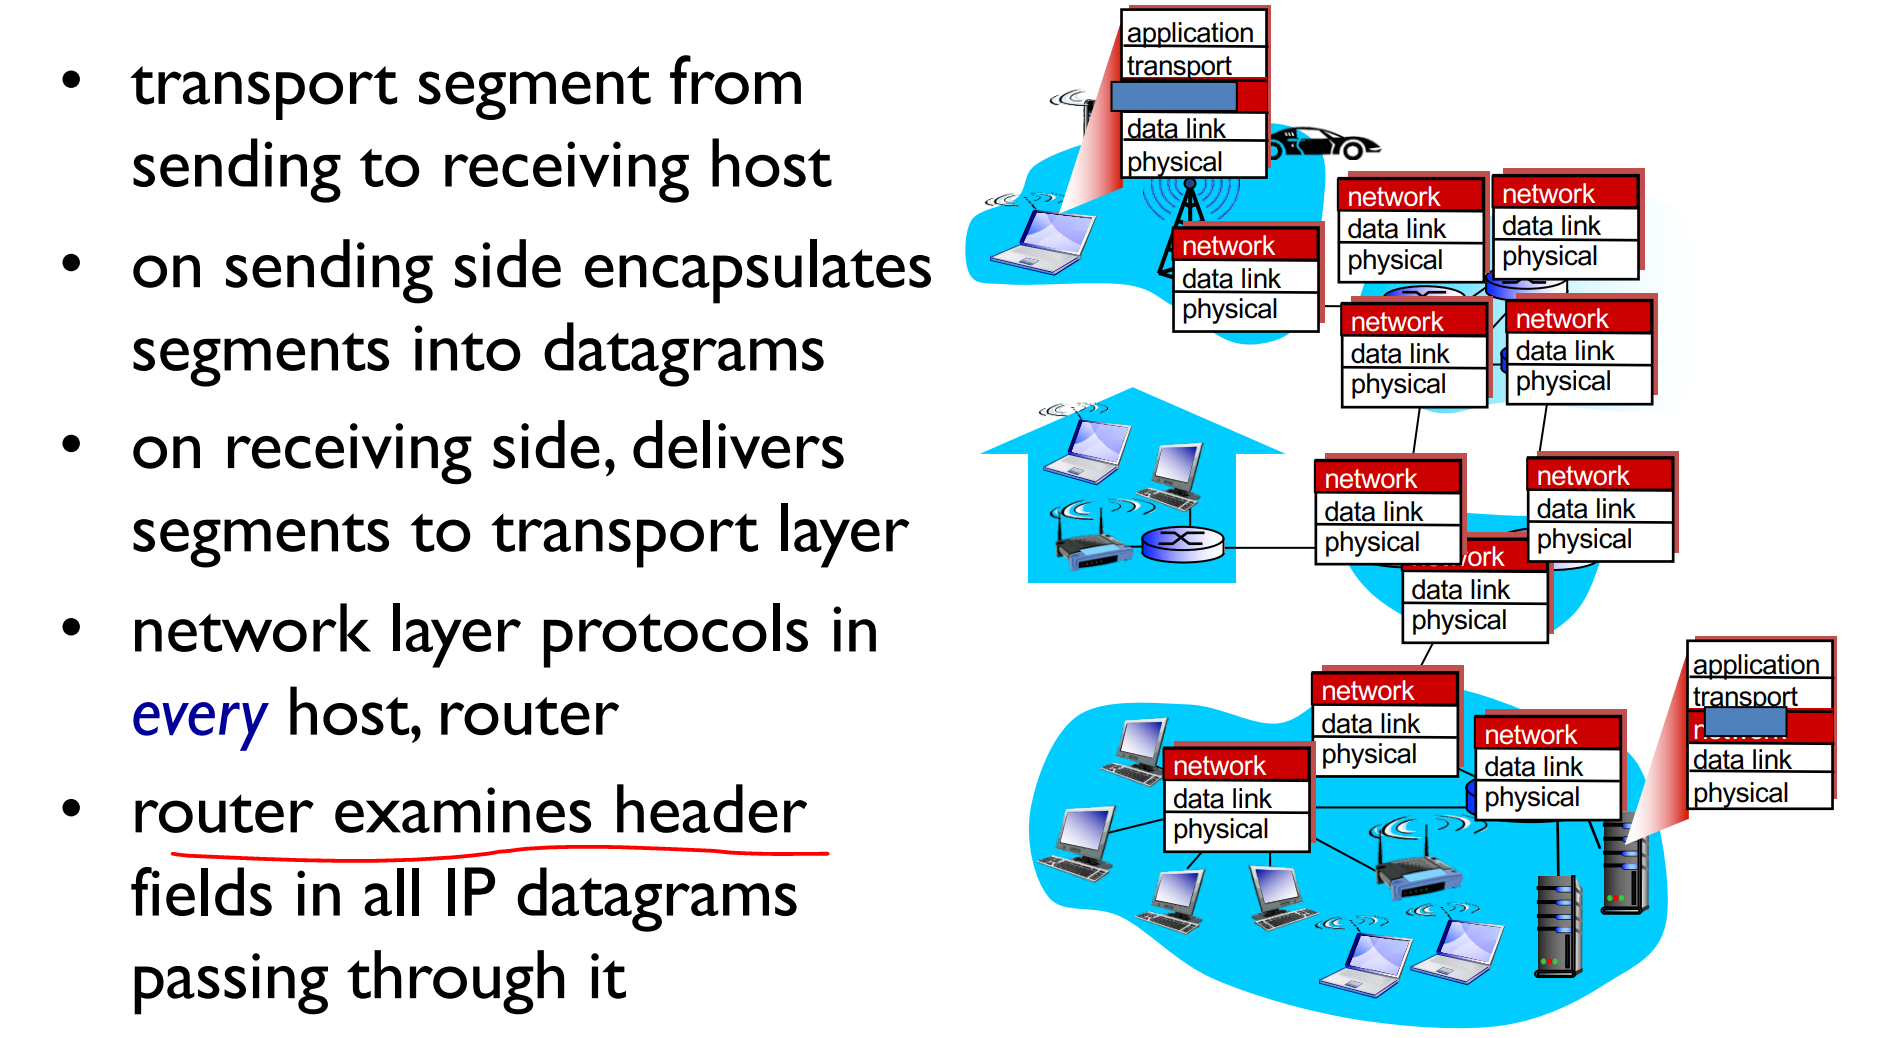 • transport segment from
sending to receiving host
• on sending side encapsulates
segments into datagrams
• on receiving side, delivers
segments to transport layer
• network layer protocols in
every host, router
• router examines header
fields in all IP datagrams
passing through it
application
transport
data link
physical
network
data link
physical
network
data link
physical
network
data link
physical
network
data link
physical
network
data link
physical
network
data link
physical
network
data link
physical
data link
physical
network
data link
physical
network
data link
physical
network
data link
physical
application
transport
data link
physical